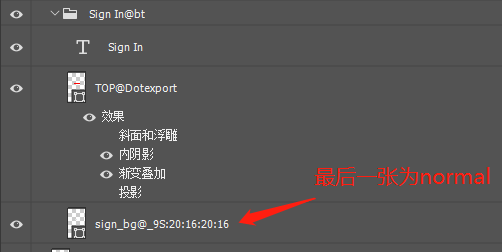 Sign In@bt
T Sign In
TOP@Dotexport
效果
斜面和浮雕
内阴影
渐变叠加
投影
最后一张为normal
sign_bg@_9S:20:16:20:16